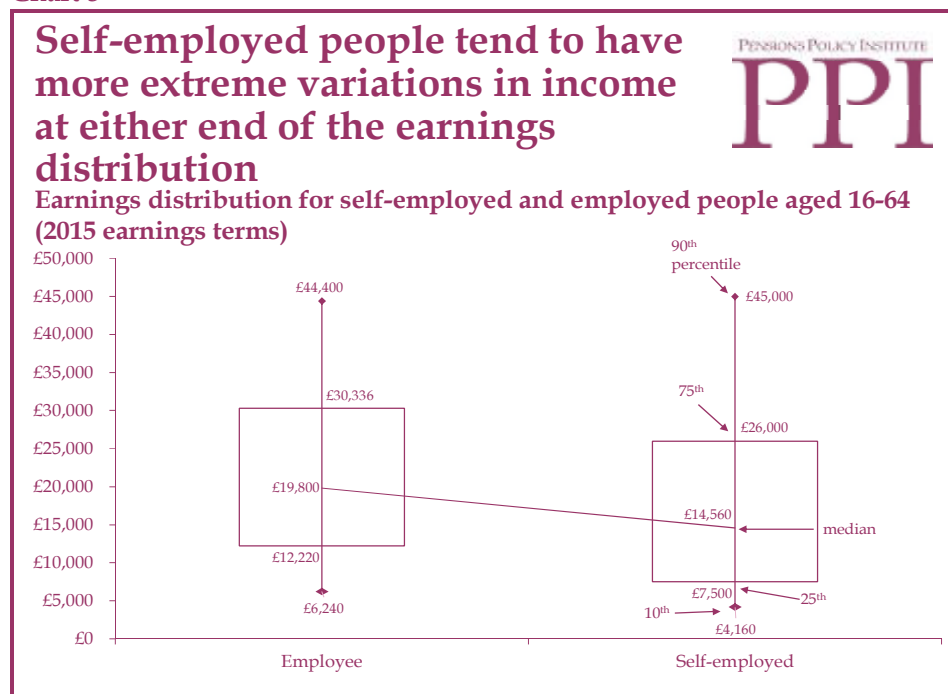 Self-employed people tend to have
more extreme variations in income
at either end of the earnings
distribution
PENSIONS POLICY INSTITUTE
PPI
Earnings distribution for self-employed and employed people aged 16-64
(2015 earnings terms)
£50,000
£45,000
£40,000
£35,000
£30,000
£25,000
£20,000
£15,000
£10,000
£5,000
£0
£44,400
£30,336
£19,800
£12,220
£6,240
90th
percentile
£45,000
75th
£26,000
£14,560
median
£7,500
25th
10th
£4,160
Employee
Self-employed